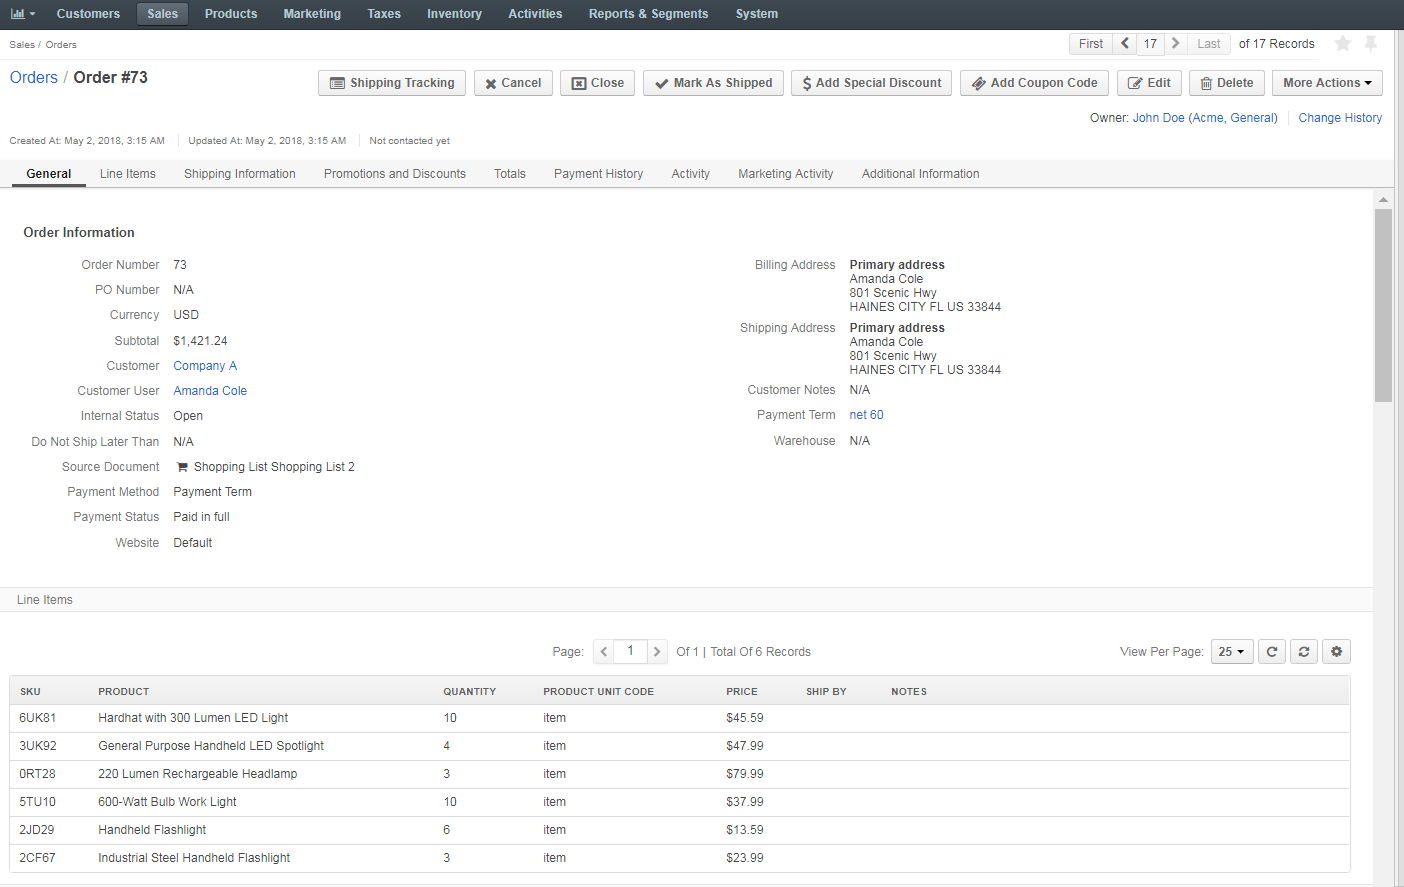 Customers Sales Products Marketing Taxes Inventory Activities Reports & Segments System
Sales / Orders
First 17 Last of 17 Records
Orders / Order #73
Shipping Tracking Cancel Close Mark As Shipped $ Add Special Discount Add Coupon Code Edit Delete More Actions
Owner: John Doe (Acme, General) Change History
Created At: May 2, 2018, 3:15 AM Updated At: May 2, 2018, 3:15 AM Not contacted yet
General Line Items Shipping Information Promotions and Discounts Totals Payment History Activity Marketing Activity Additional Information
Order Information
Order Number 73
PO Number N/A
Currency USD
Subtotal $1,421.24
Customer Company A
Customer User Amanda Cole
Internal Status Open
Do Not Ship Later Than N/A
Source Document Shopping List Shopping List 2
Payment Method Payment Term
Payment Status Paid in full
Website Default
Billing Address Primary address
Amanda Cole
801 Scenic Hwy
HAINES CITY FL US 33844
Shipping Address Primary address
Amanda Cole
801 Scenic Hwy
HAINES CITY FL US 33844
Customer Notes N/A
Payment Term net 60
Warehouse N/A
Line Items
Page: 1 Of 1 | Total Of 6 Records View Per Page: 25
SKU PRODUCT QUANTITY PRODUCT UNIT CODE PRICE SHIP BY NOTES
6UK81 Hardhat with 300 Lumen LED Light 10 item $45.59
3UK92 General Purpose Handheld LED Spotlight 4 item $47.99
0RT28 220 Lumen Rechargeable Headlamp 3 item $79.99
5TU10 600-Watt Bulb Work Light 10 item $37.99
2JD29 Handheld Flashlight 6 item $13.59
2CF67 Industrial Steel Handheld Flashlight 3 item $23.99